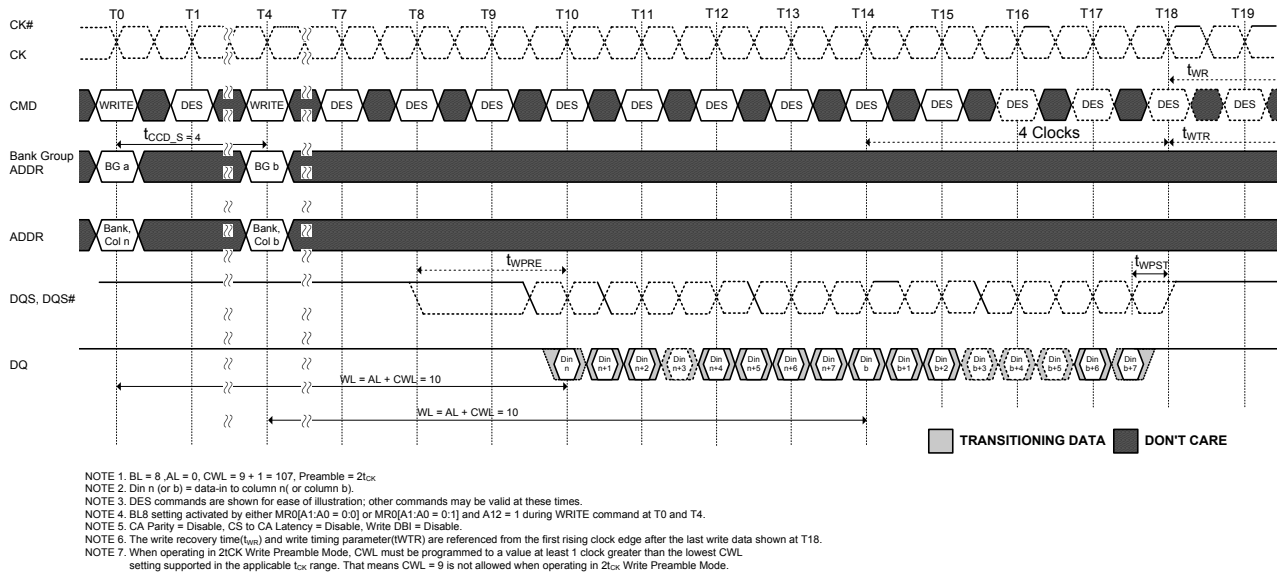 T0 T1 T4 T7 T8 T9 T10 T11 T12 T13 T14 T15 T16 T17 T18 T19
CK#
CK
tWR
CMD
WRITE DES WRITE DES DES DES DES DES DES DES DES DES DES DES DES DES
tCCD_S = 4
4 Clocks
tWTR
Bank Group
ADDR
BG a BG b
ADDR
Bank,
Col n
Bank,
Col b
tWPRE
tWPST
DQS, DQS#
DQ
Din
n
Din
n+1
Din
n+2
Din
n+3
Din
n+4
Din
n+5
Din
n+6
Din
n+7
Din
b
Din
b+1
Din
b+2
Din
b+3
Din
b+4
Din
b+5
Din
b+6
Din
b+7
WL = AL + CWL = 10
WL = AL + CWL = 10
TRANSITIONING DATA DON'T CARE
NOTE 1. BL = 8 ,AL = 0, CWL = 9 + 1 = 107, Preamble = 2tCK
NOTE 2. Din n (or b) = data-in to column n( or column b).
NOTE 3. DES commands are shown for ease of illustration; other commands may be valid at these times.
NOTE 4. BL8 setting activated by either MR0[A1:A0 = 0:0] or MR0[A1:A0 = 0:1] and A12 = 1 during WRITE command at T0 and T4.
NOTE 5. CA Parity = Disable, CS to CA Latency = Disable, Write DBI = Disable.
NOTE 6. The write recovery time(tWR) and write timing parameter(tWTR) are referenced from the first rising clock edge after the last write data shown at T18.
NOTE 7. When operating in 2tCK Write Preamble Mode, CWL must be programmed to a value at least 1 clock greater than the lowest CWL
setting supported in the applicable tCK range. That means CWL = 9 is not allowed when operating in 2tCK Write Preamble Mode.